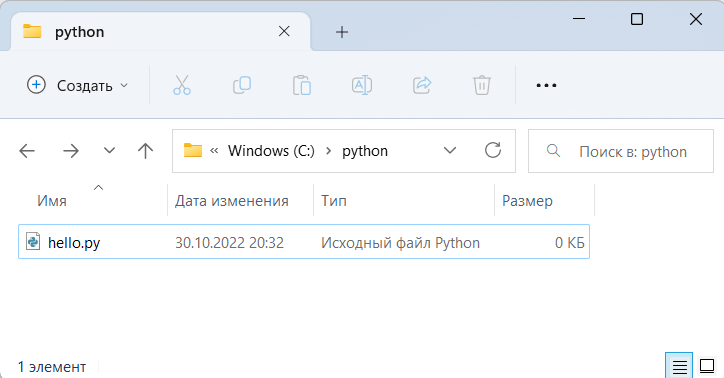 python
Создать
Windows (C:) python
Поиск в: python
Имя Дата изменения Тип Размер
hello.py 30.10.2022 20:32 Исходный файл Python 0 КБ
1 элемент